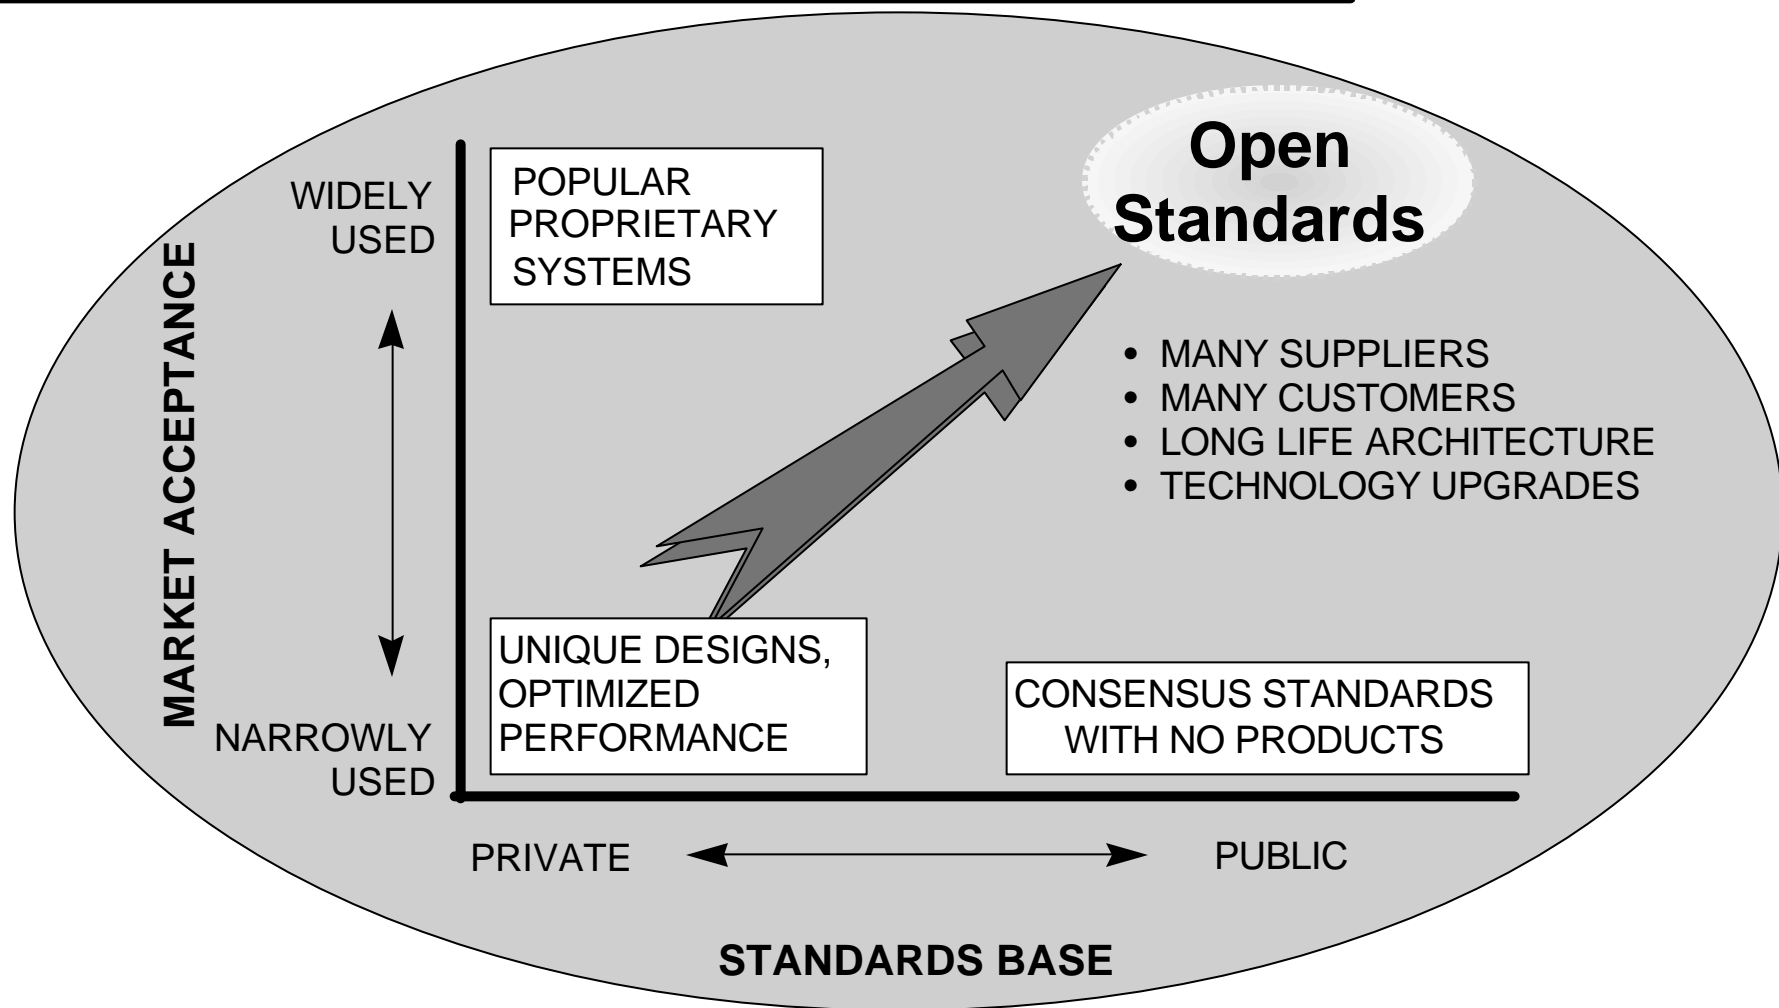 Open
Standards
WIDELY
USED
POPULAR
PROPRIETARY
SYSTEMS
MARKET ACCEPTANCE
• MANY SUPPLIERS
• MANY CUSTOMERS
• LONG LIFE ARCHITECTURE
• TECHNOLOGY UPGRADES
UNIQUE DESIGNS,
OPTIMIZED
PERFORMANCE
CONSENSUS STANDARDS
WITH NO PRODUCTS
NARROWLY
USED
PRIVATE
PUBLIC
STANDARDS BASE